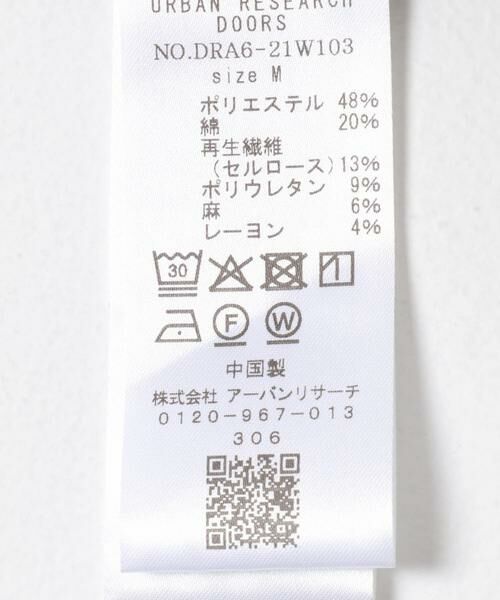 URBAN RESEARCH
DOORS
NO.DRA6-21W103
size M
ポリエステル 48%
綿 20%
再生繊維
(セルロース)13%
ポリウレタン 9%
麻 6%
レーヨン 4%
30
F W
中国製
株式会社 アーバンリサーチ
0120-967-013
306